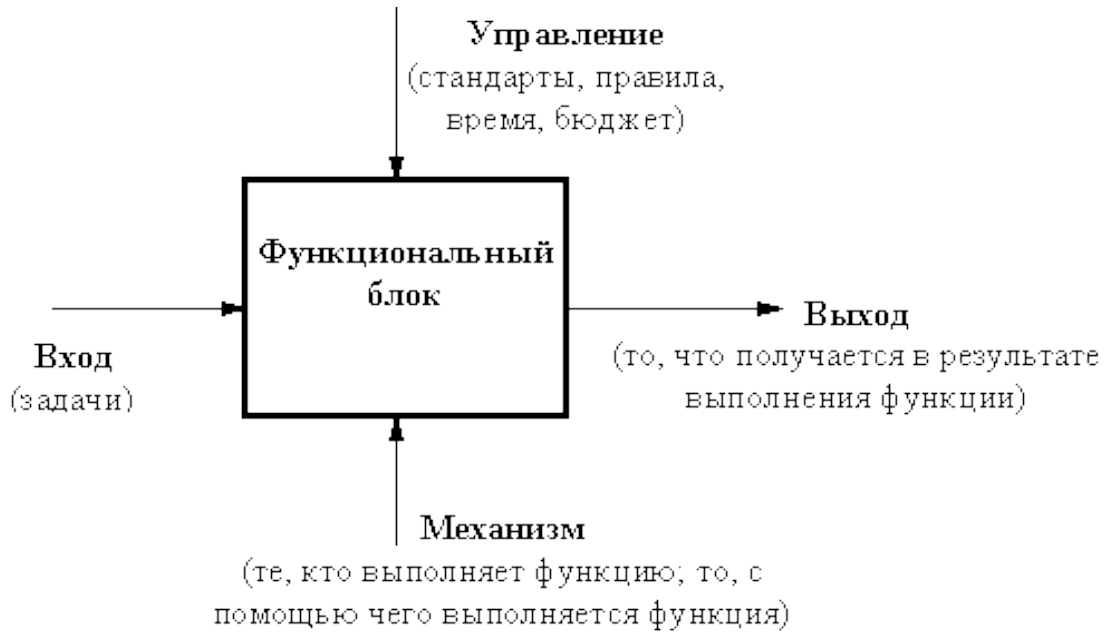 Управление
(стандарты, правила,
время, бюджет)
Функциональный
блок
Вход
(задачи)
Выход
(то, что получается в результате
выполнения функции)
Механизм
(те, кто выполняет функцию; то, с
помощью чего выполняется функция)